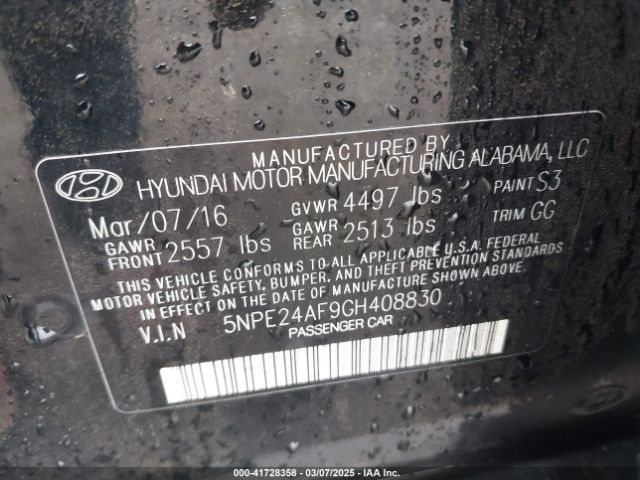 MANUFACTURED BY
HYUNDAI MOTOR MANUFACTURING ALABAMA, LLC
Mar/07/16 GVWR 4497 lbs PAINT S3
GAWR FRONT 2557 lbs GAWR REAR 2513 lbs TRIM GG
THIS VEHICLE CONFORMS TO ALL APPLICABLE U.S.A. FEDERAL
MOTOR VEHICLE SAFETY, BUMPER, AND THEFT PREVENTION STANDARDS
IN EFFECT ON THE DATE OF MANUFACTURE SHOWN ABOVE.
V.I.N 5NPE24AF9GH408830
PASSENGER CAR
000-41728358 — 03/07/2025 — IAA Inc.